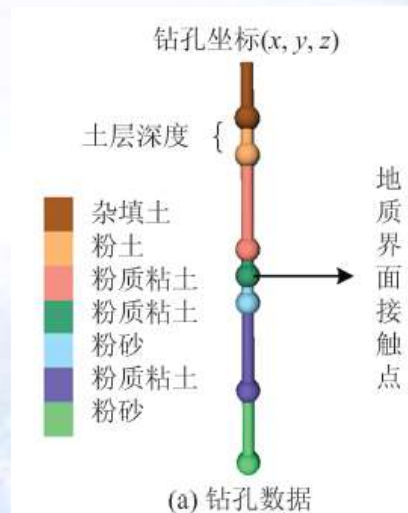 钻孔坐标(x, y, z)
土层深度
杂填土
粉土
粉质粘土
粉质粘土
粉砂
粉质粘土
粉砂
地质界面接触点
(a) 钻孔数据